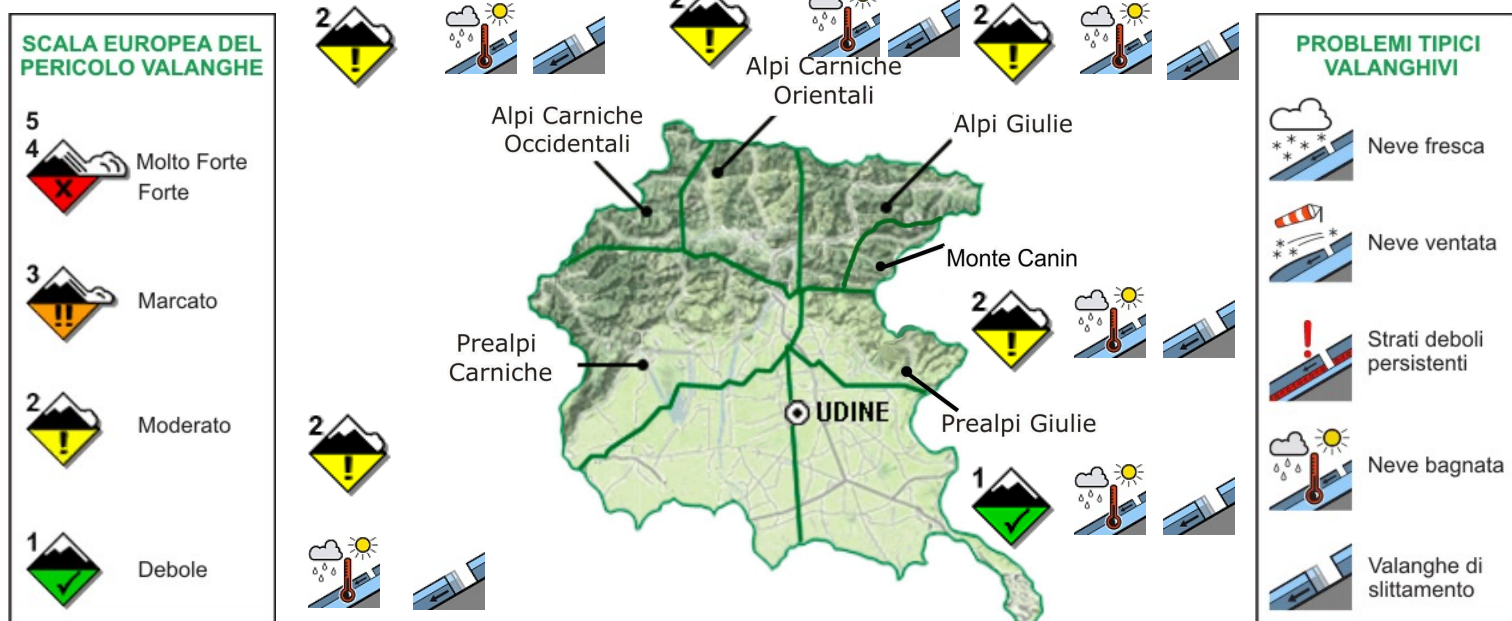 SCALA EUROPEA DEL
PERICOLO VALANGHE
5
4
Molto Forte
Forte
3
Marcato
2
Moderato
1
Debole
2
2
2
Alpi Carniche
Orientali
Alpi Carniche
Occidentali
Alpi Giulie
Monte Canin
2
Prealpi
Carniche
UDINE
Prealpi Giulie
2
1
PROBLEMI TIPICI
VALANGHIVI
Neve fresca
Neve ventata
Strati deboli
persistenti
Neve bagnata
Valanghe di
slittamento